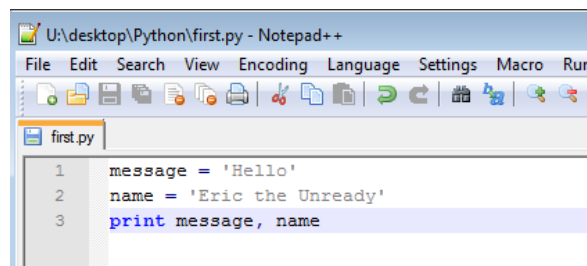 U:\desktop\Python\first.py - Notepad++
File Edit Search View Encoding Language Settings Macro Run
first.py
1 message = 'Hello'
2 name = 'Eric the Unready'
3 print message, name